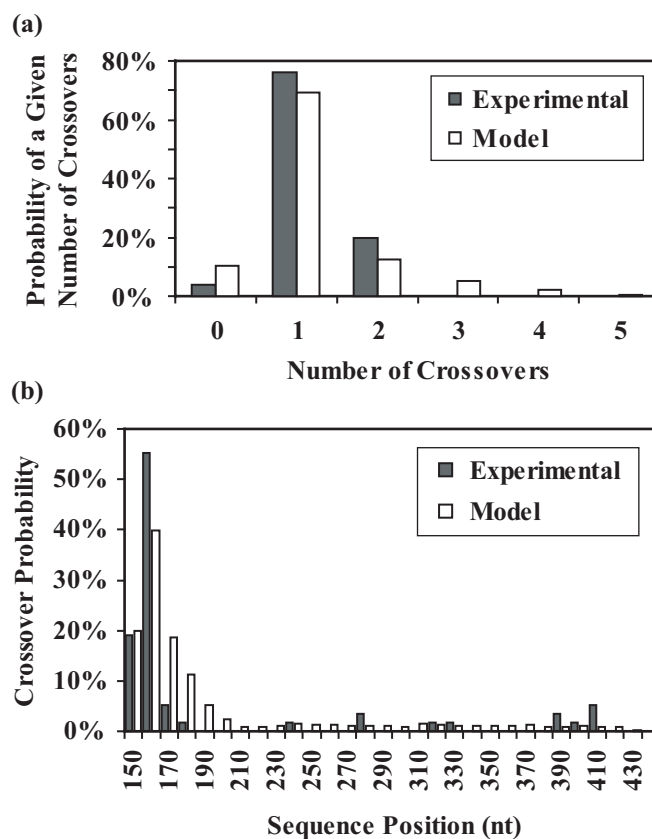 (a)
Probability of a Given
Number of Crossovers
80%
60%
40%
20%
0%
Experimental
Model
0 1 2 3 4 5
Number of Crossovers
(b)
Crossover Probability
60%
50%
40%
30%
20%
10%
0%
Experimental
Model
150 170 190 210 230 250 270 290 310 330 350 370 390 410 430
Sequence Position (nt)